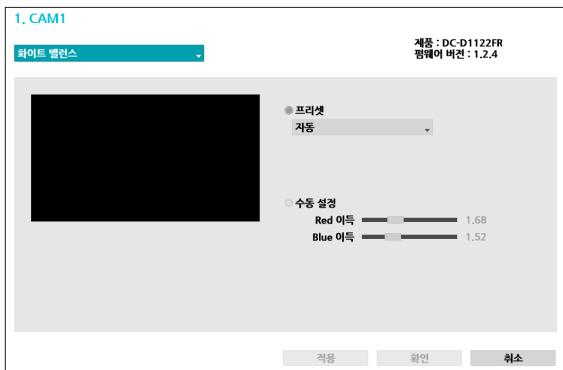 1. CAM1
제품 : DC-D1122FR
펌웨어 버전 : 1.2.4
화이트 밸런스
프리셋
자동
수동 설정
Red 이득 1.68
Blue 이득 1.52
적용 확인 취소